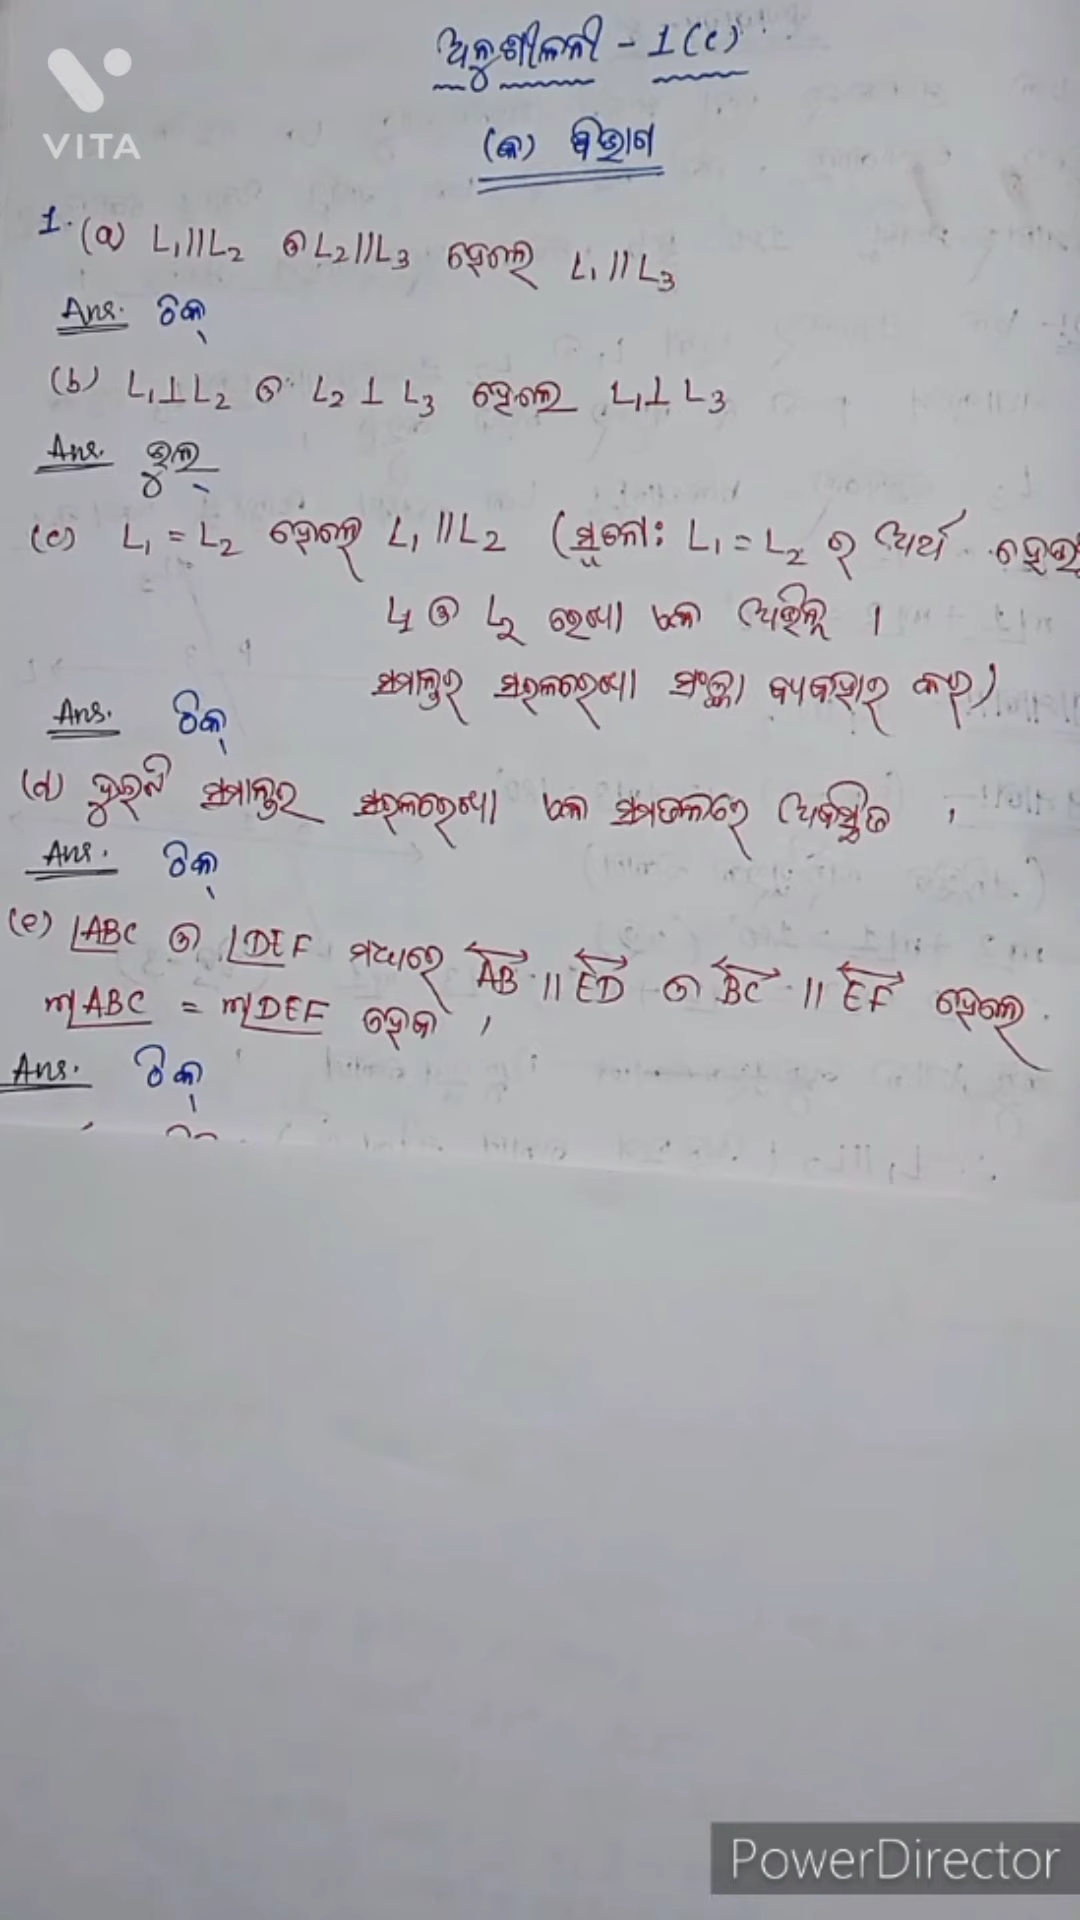 VITA
ଅନୁଶୀଳନୀ - 1(c)
(କ) ବିଭାଗ
1. (a) L₁//L₂ ଓ L₂//L₃ ହେଲେ L₁//L₃
Ans. ଠିକ୍
(b) L₁⊥L₂ ଓ L₂⊥L₃ ହେଲେ L₁⊥L₃
Ans. ଭୁଲ୍
(c) L₁ = L₂ ହେଲେ L₁//L₂ (ସୂଚନା: L₁ = L₂ ର ଅର୍ଥ ହେଉଛି
L₁ ଓ L₂ ରେଖା ଏକ ଅଭିନ୍ନ ।
ସମାନ୍ତର ସରଳରେଖା ସଂଜ୍ଞା ବ୍ୟବହାର କର)
Ans. ଠିକ୍
(d) ଦୁଇଟି ସମାନ୍ତର ସରଳରେଖା ଏକ ସମତଳରେ ଅବସ୍ଥିତ ।
Ans. ଠିକ୍
(e) ∠ABC ଓ ∠DEF ମଧ୍ୟରେ AB // ED ଓ BC // EF ହେଲେ
m∠ABC = m∠DEF ହେବ ।
Ans. ଠିକ୍
PowerDirector